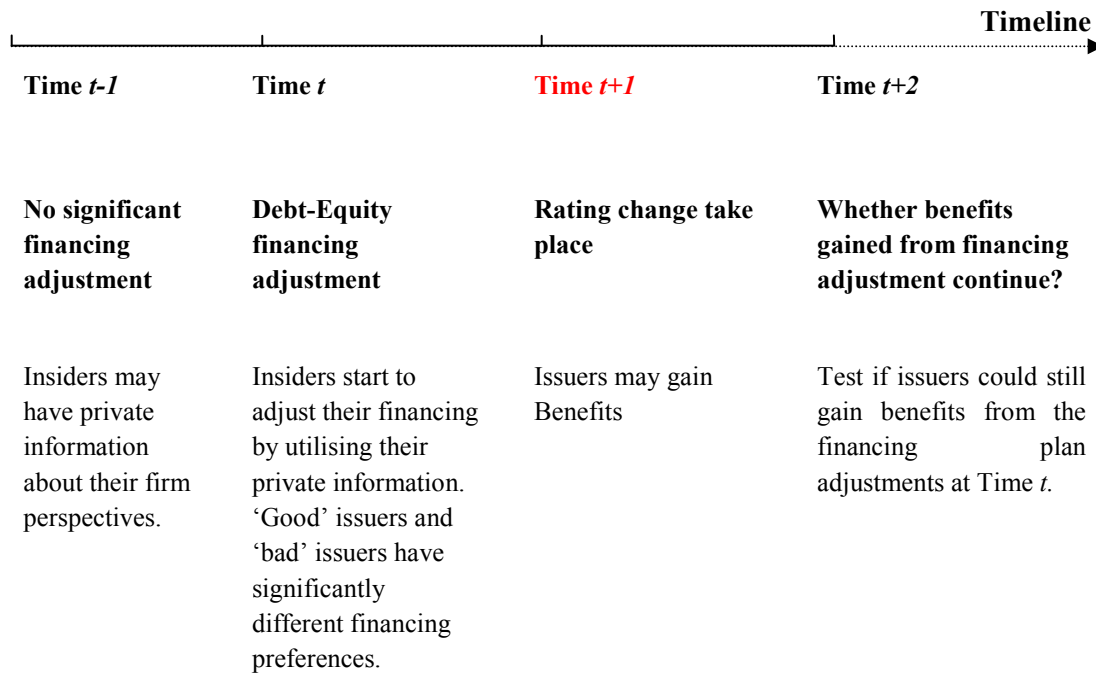 Timeline
Time t-1
Time t
Time t+1
Time t+2
No significant
financing
adjustment
Debt-Equity
financing
adjustment
Rating change take
place
Whether benefits
gained from financing
adjustment continue?
Insiders may
have private
information
about their firm
perspectives.
Insiders start to
adjust their financing
by utilising their
private information.
‘Good’ issuers and
‘bad’ issuers have
significantly
different financing
preferences.
Issuers may gain
Benefits
Test if issuers could still
gain benefits from the
financing plan
adjustments at Time t.